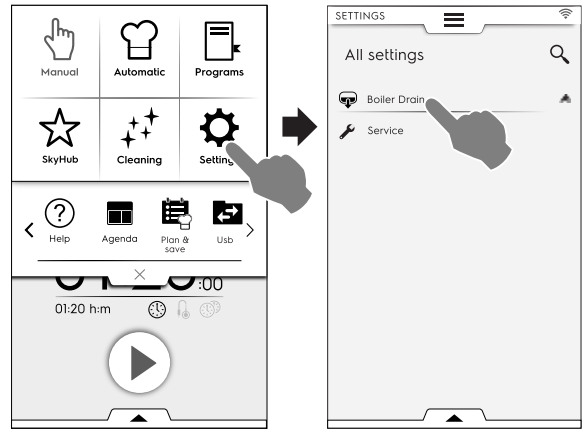 Manual
Automatic
Programs
SkyHub
Cleaning
Setting
Help
Agenda
Plan &
save
Usb
:00
01:20 h:m
SETTINGS
All settings
Boiler Drain
Service